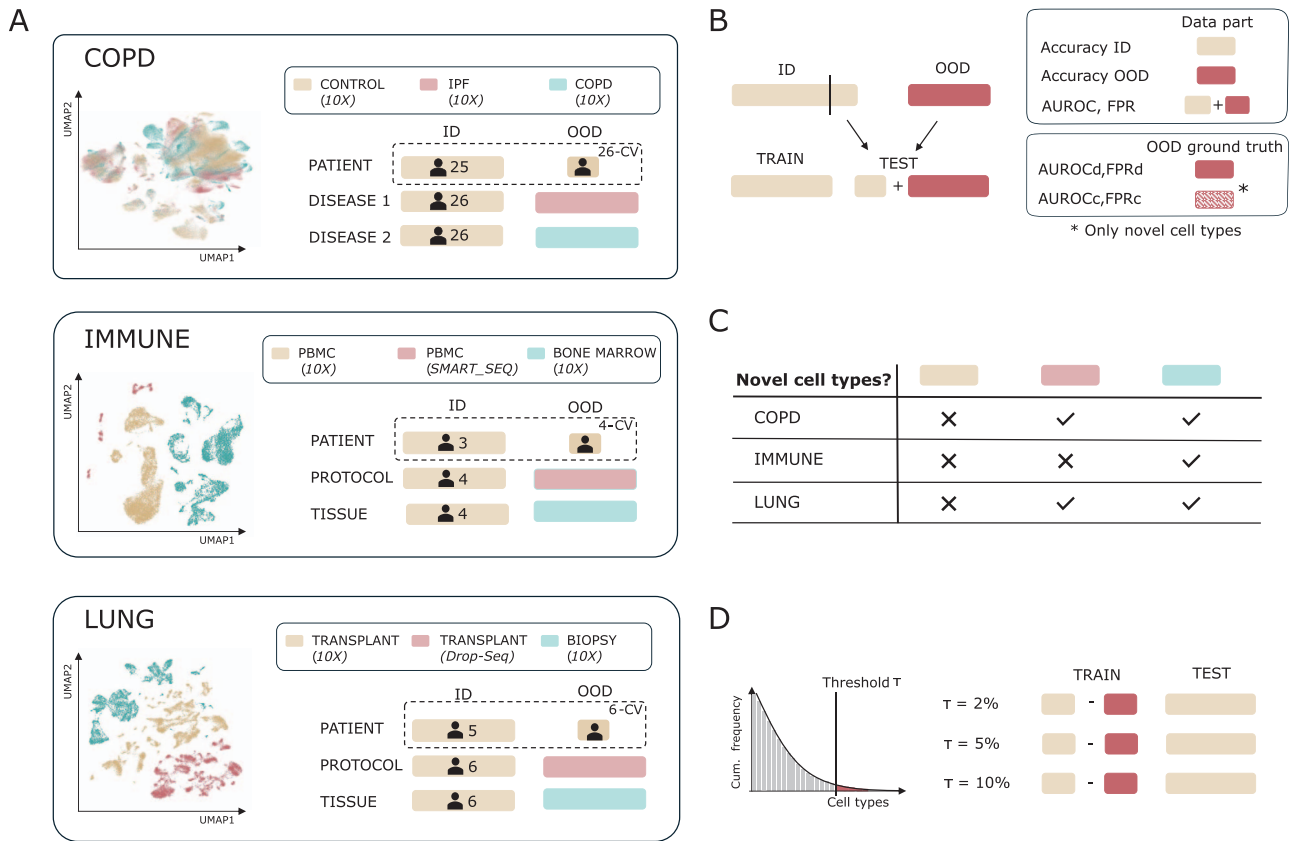 A
COPD
CONTROL
(10X)
IPF
(10X)
COPD
(10X)
UMAP2
UMAP1
ID
OOD
PATIENT
25
26-CV
DISEASE 1
26
DISEASE 2
26
IMMUNE
PBMC
(10X)
PBMC
(SMART_SEQ)
BONE MARROW
(10X)
UMAP2
UMAP1
ID
OOD
PATIENT
3
4-CV
PROTOCOL
4
TISSUE
4
LUNG
TRANSPLANT
(10X)
TRANSPLANT
(Drop-Seq)
BIOPSY
(10X)
UMAP2
UMAP1
ID
OOD
PATIENT
5
6-CV
PROTOCOL
6
TISSUE
6
B
ID
OOD
TRAIN
TEST
+
Data part
Accuracy ID
Accuracy OOD
AUROC, FPR
+
OOD ground truth
AUROCd,FPRd
AUROCc,FPRc
*
* Only novel cell types
C
Novel cell types?
COPD ✕ ✓ ✓
IMMUNE ✕ ✕ ✓
LUNG ✕ ✓ ✓
D
Cum. frequency
Threshold τ
Cell types
TRAIN
TEST
τ = 2% -
τ = 5% -
τ = 10% -